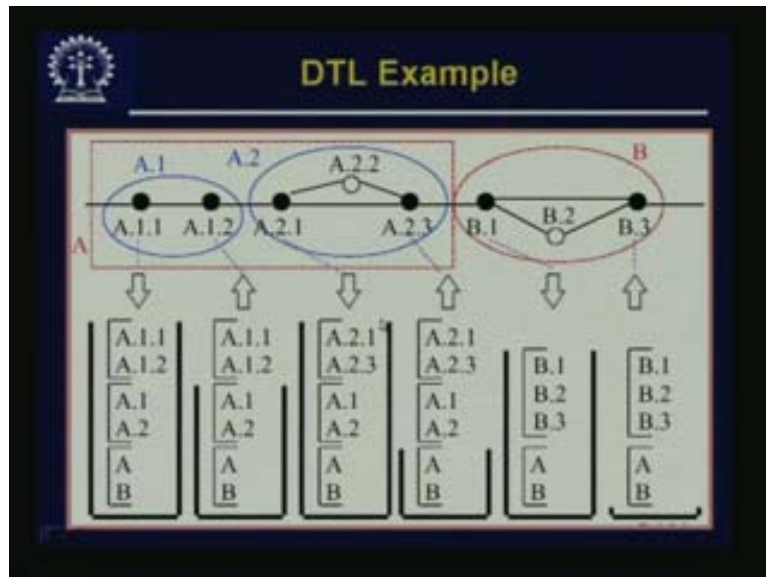 DTL Example
A.1 A.2 A.2.2 B
A.1.1 A.1.2 A.2.1 A.2.3 B.1 B.2 B.3
A
A.1.1 A.1.1 A.2.1 A.2.1
A.1.2 A.1.2 A.2.3 A.2.3 B.1 B.1
A.1 A.1 A.1 A.1 B.2 B.2
A.2 A.2 A.2 A.2 B.3 B.3
A A A A A A
B B B B B B